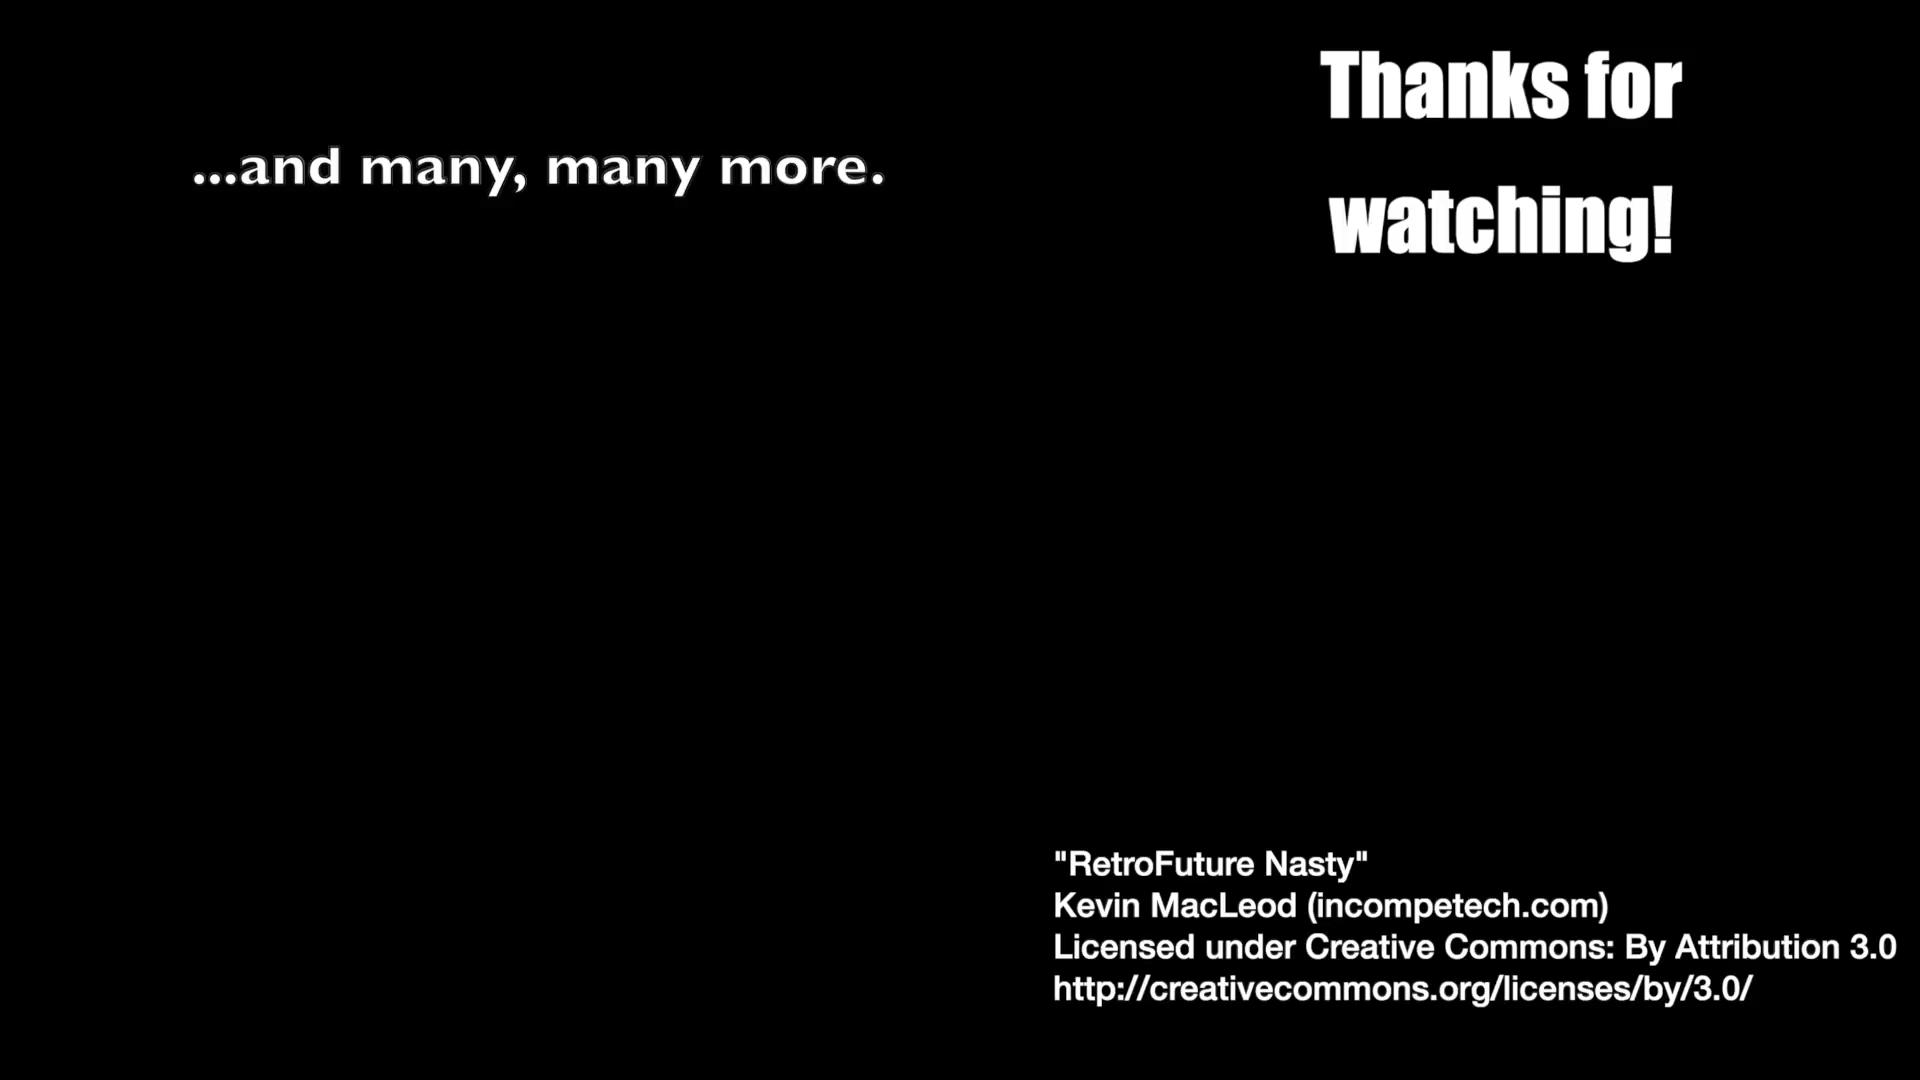 ...and many, many more.
Thanks for
watching!
"RetroFuture Nasty"
Kevin MacLeod (incompetech.com)
Licensed under Creative Commons: By Attribution 3.0
http://creativecommons.org/licenses/by/3.0/